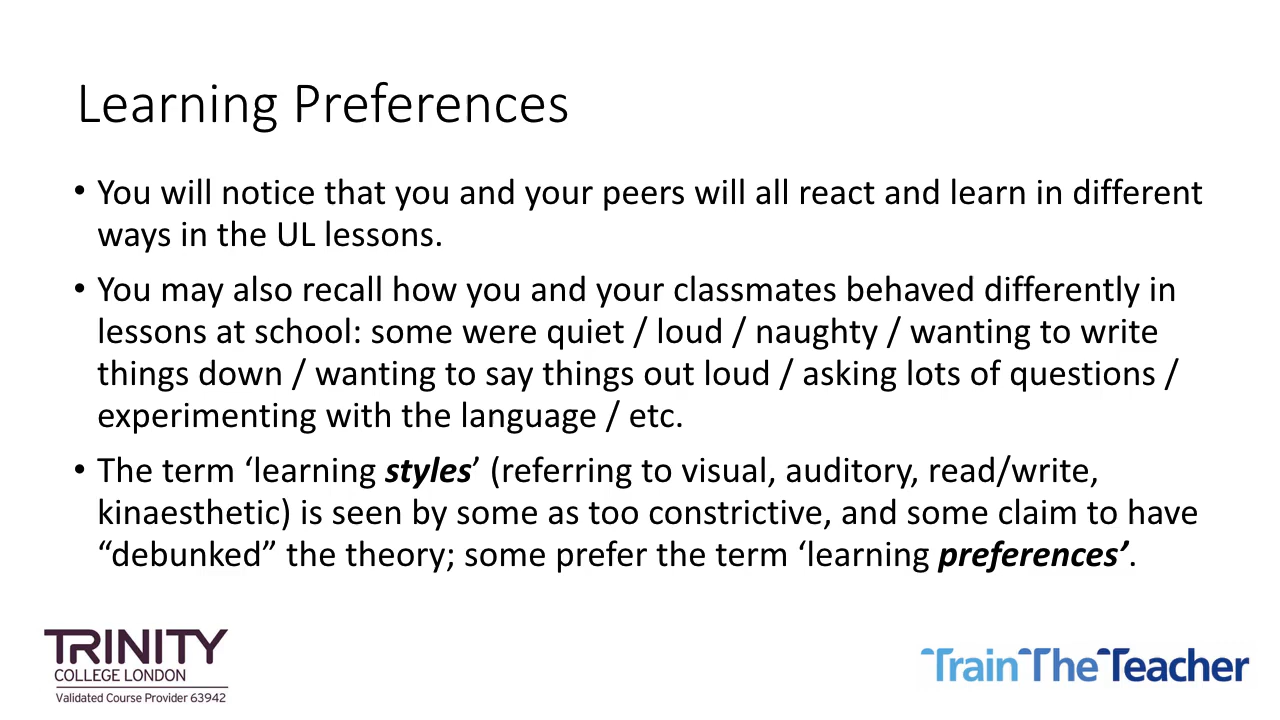 Learning Preferences
• You will notice that you and your peers will all react and learn in different
ways in the UL lessons.
• You may also recall how you and your classmates behaved differently in
lessons at school: some were quiet / loud / naughty / wanting to write
things down / wanting to say things out loud / asking lots of questions /
experimenting with the language / etc.
• The term ‘learning styles’ (referring to visual, auditory, read/write,
kinaesthetic) is seen by some as too constrictive, and some claim to have
“debunked” the theory; some prefer the term ‘learning preferences’.
TRINITY
COLLEGE LONDON
Validated Course Provider 63942
TrainTheTeacher